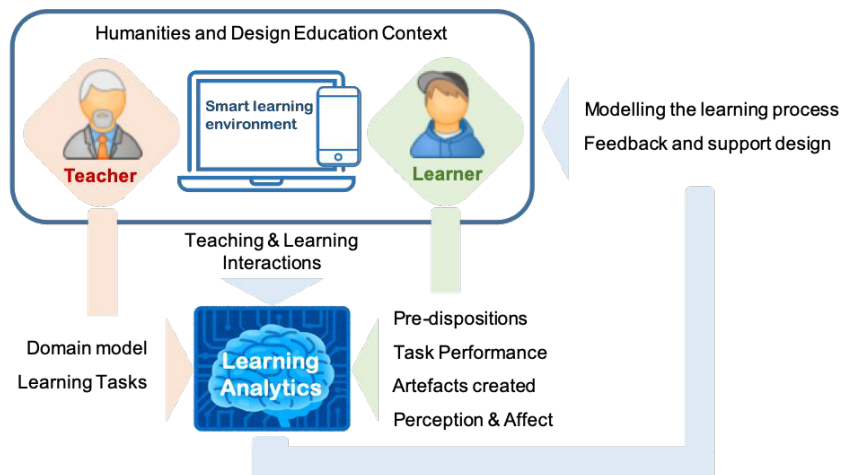 Humanities and Design Education Context
Smart learning
environment
Teacher
Learner
Modelling the learning process
Feedback and support design
Teaching & Learning
Interactions
Domain model
Learning Tasks
Learning
Analytics
Pre-dispositions
Task Performance
Artefacts created
Perception & Affect